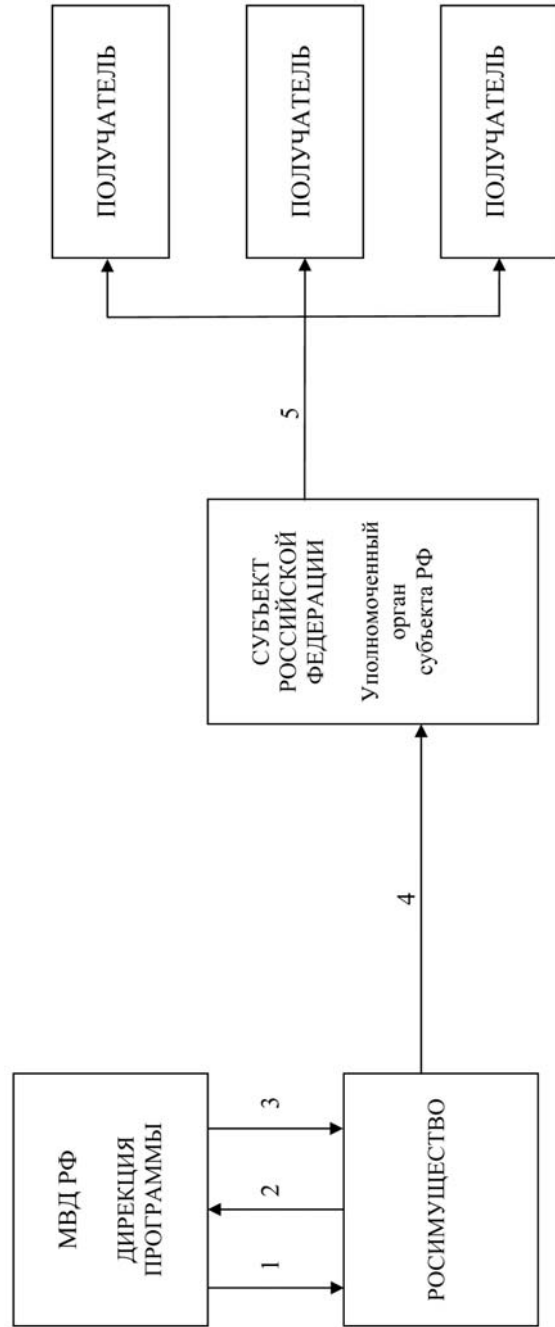 МВД РФ
ДИРЕКЦИЯ
ПРОГРАММЫ
1
2
3
РОСИМУЩЕСТВО
4
СУБЪЕКТ
РОССИЙСКОЙ
ФЕДЕРАЦИИ
Уполномоченный
орган
субъекта РФ
5
ПОЛУЧАТЕЛЬ
ПОЛУЧАТЕЛЬ
ПОЛУЧАТЕЛЬ